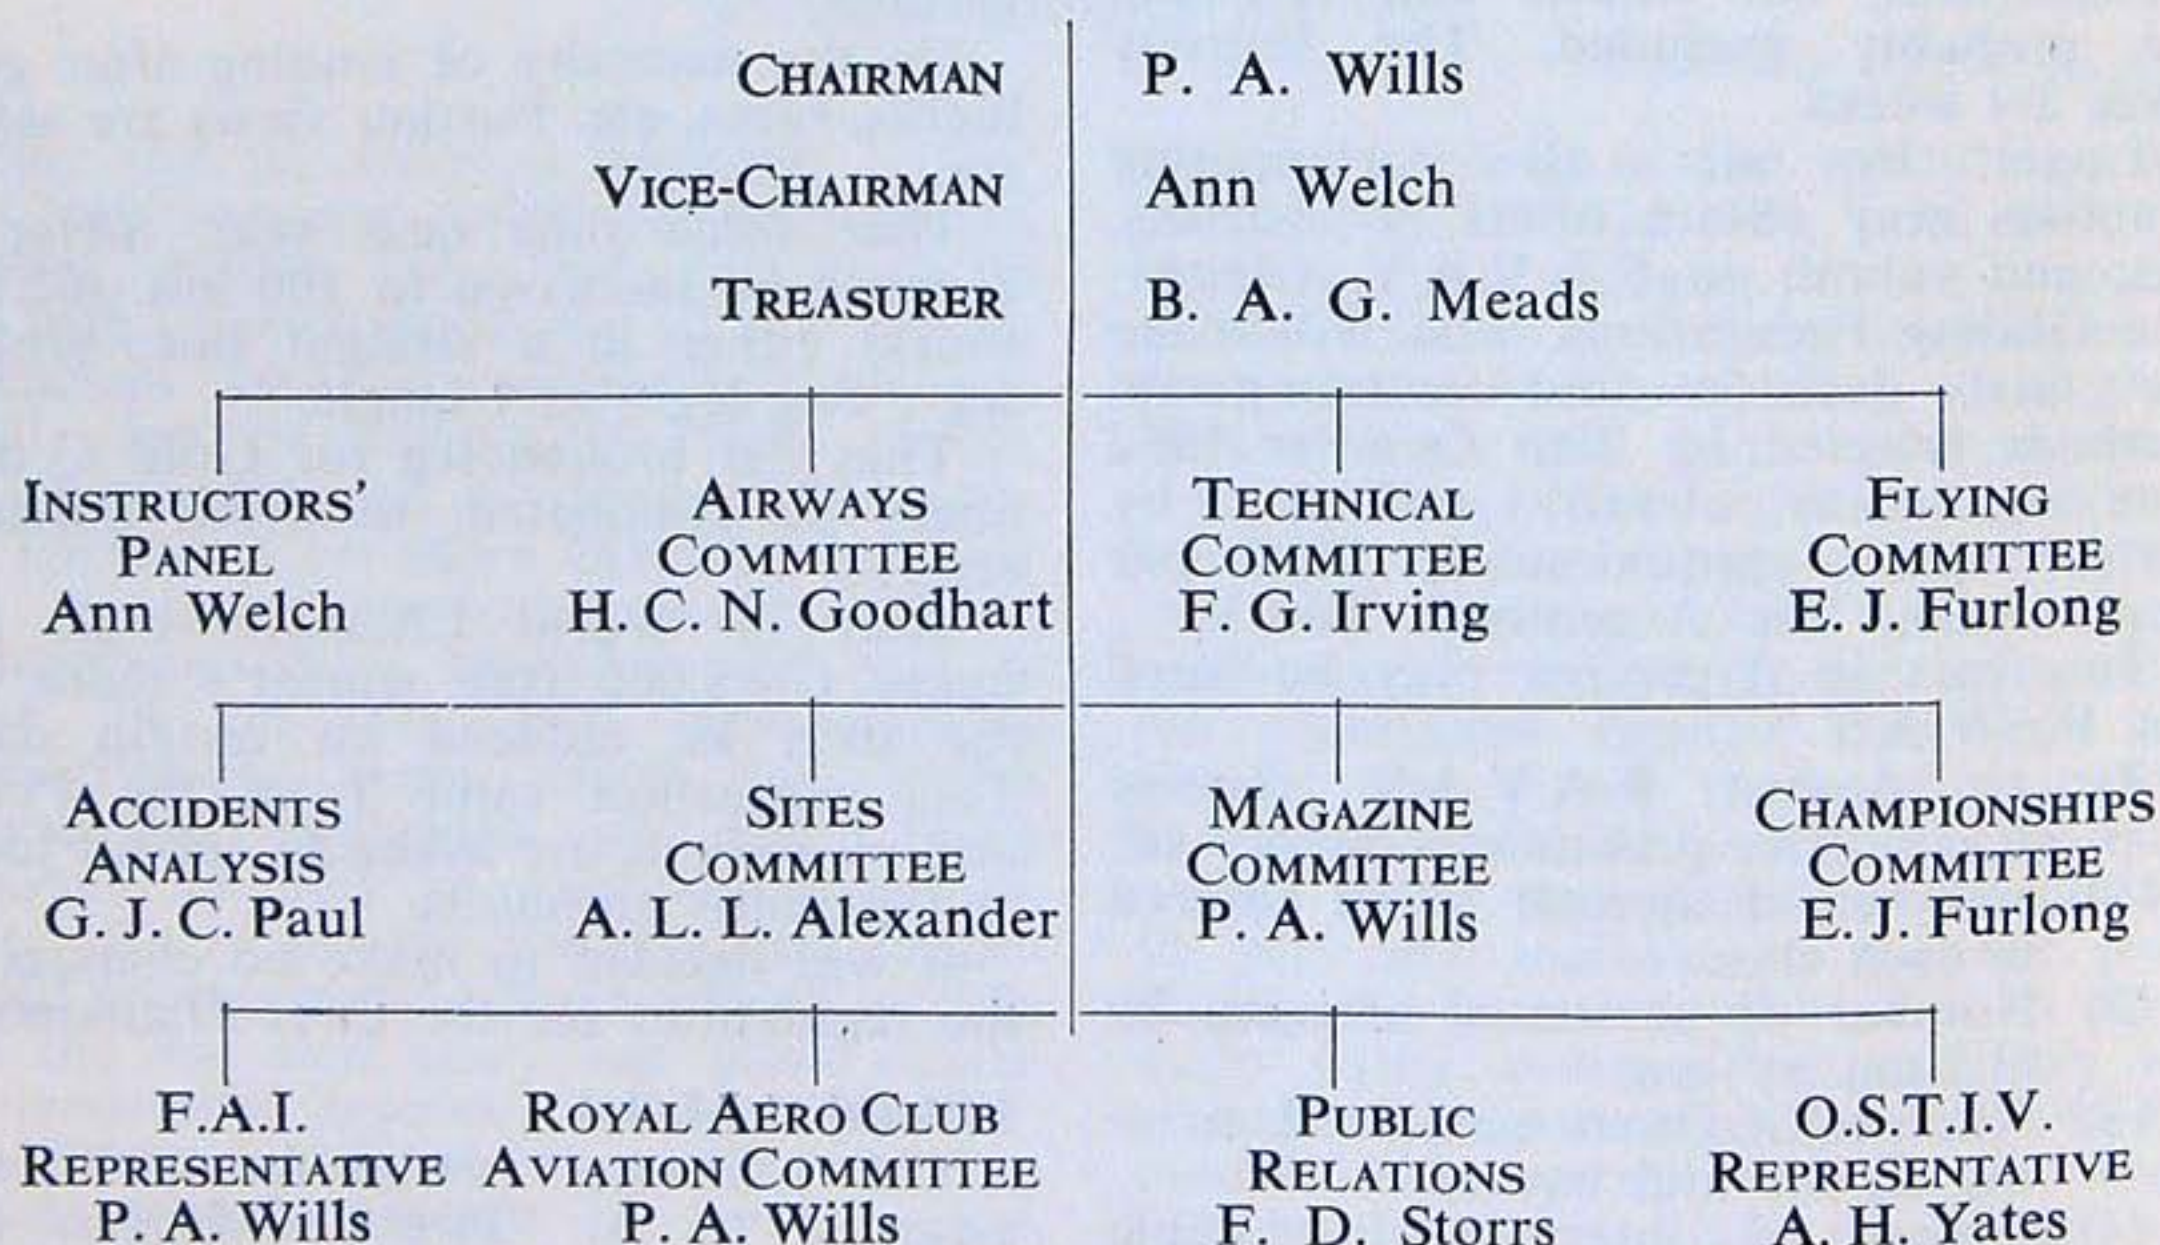 CHAIRMAN P. A. Wills
VICE-CHAIRMAN Ann Welch
TREASURER B. A. G. Meads
INSTRUCTORS'
PANEL
Ann Welch
AIRWAYS
COMMITTEE
H. C. N. Goodhart
TECHNICAL
COMMITTEE
F. G. Irving
FLYING
COMMITTEE
E. J. Furlong
ACCIDENTS
ANALYSIS
G. J. C. Paul
SITES
COMMITTEE
A. L. L. Alexander
MAGAZINE
COMMITTEE
P. A. Wills
CHAMPIONSHIPS
COMMITTEE
E. J. Furlong
F.A.I.
REPRESENTATIVE
P. A. Wills
ROYAL AERO CLUB
AVIATION COMMITTEE
P. A. Wills
PUBLIC
RELATIONS
F. D. Storrs
O.S.T.I.V.
REPRESENTATIVE
A. H. Yates